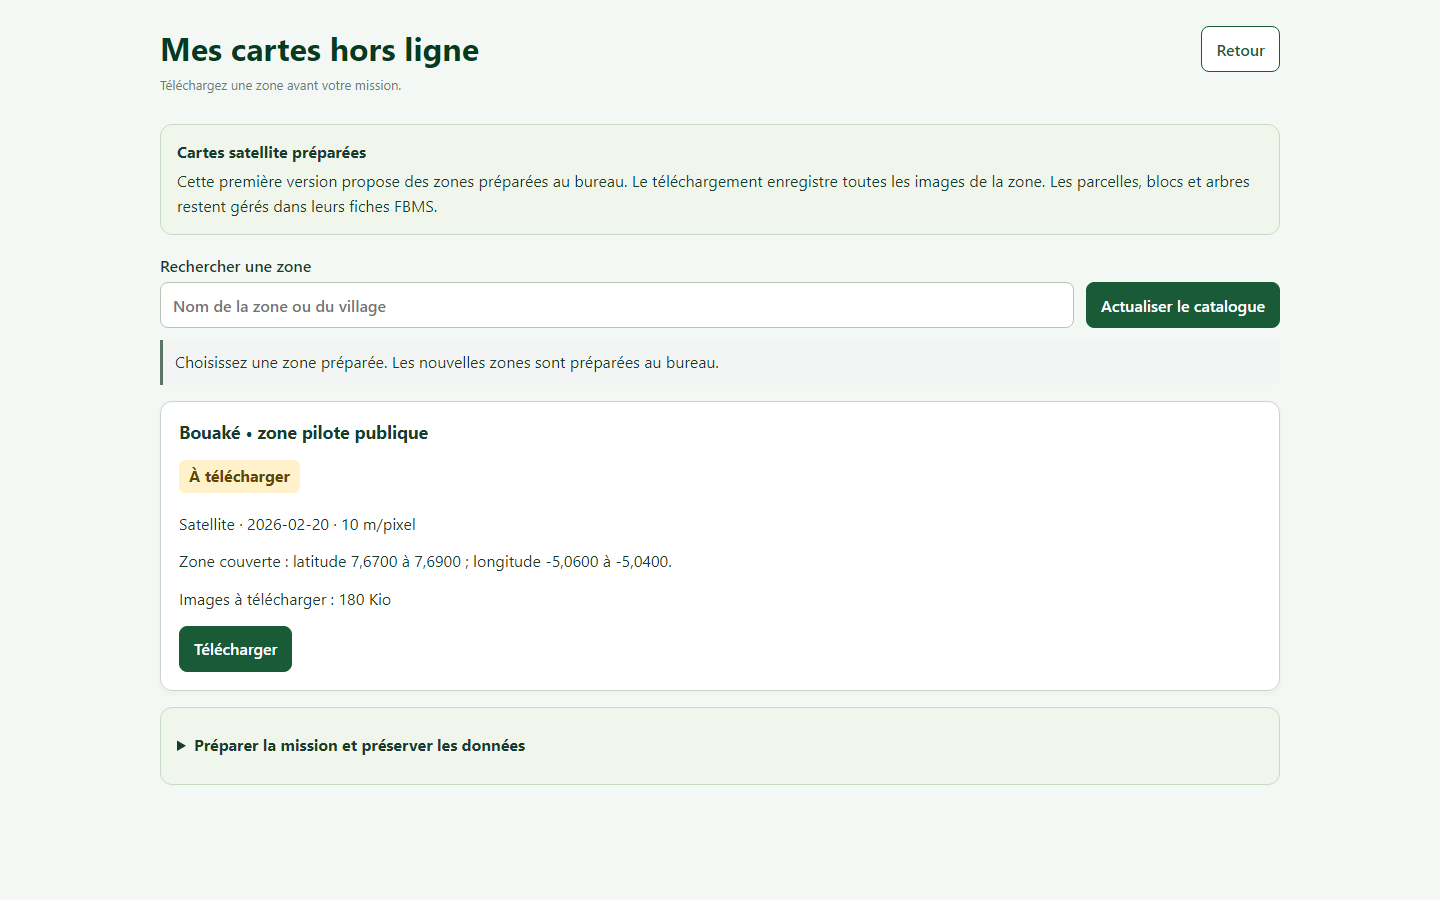 Mes cartes hors ligne
Retour
Téléchargez une zone avant votre mission.
Cartes satellite préparées
Cette première version propose des zones préparées au bureau. Le téléchargement enregistre toutes les images de la zone. Les parcelles, blocs et arbres
restent gérés dans leurs fiches FBMS.
Rechercher une zone
Nom de la zone ou du village
Actualiser le catalogue
Choisissez une zone préparée. Les nouvelles zones sont préparées au bureau.
Bouaké • zone pilote publique
À télécharger
Satellite · 2026-02-20 · 10 m/pixel
Zone couverte : latitude 7,6700 à 7,6900 ; longitude -5,0600 à -5,0400.
Images à télécharger : 180 Kio
Télécharger
Préparer la mission et préserver les données